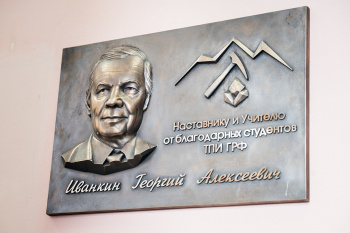 Наставнику и Учителю
от благодарных студентов
ТПИ ГРФ
Иванкин Георгий Алексеевич